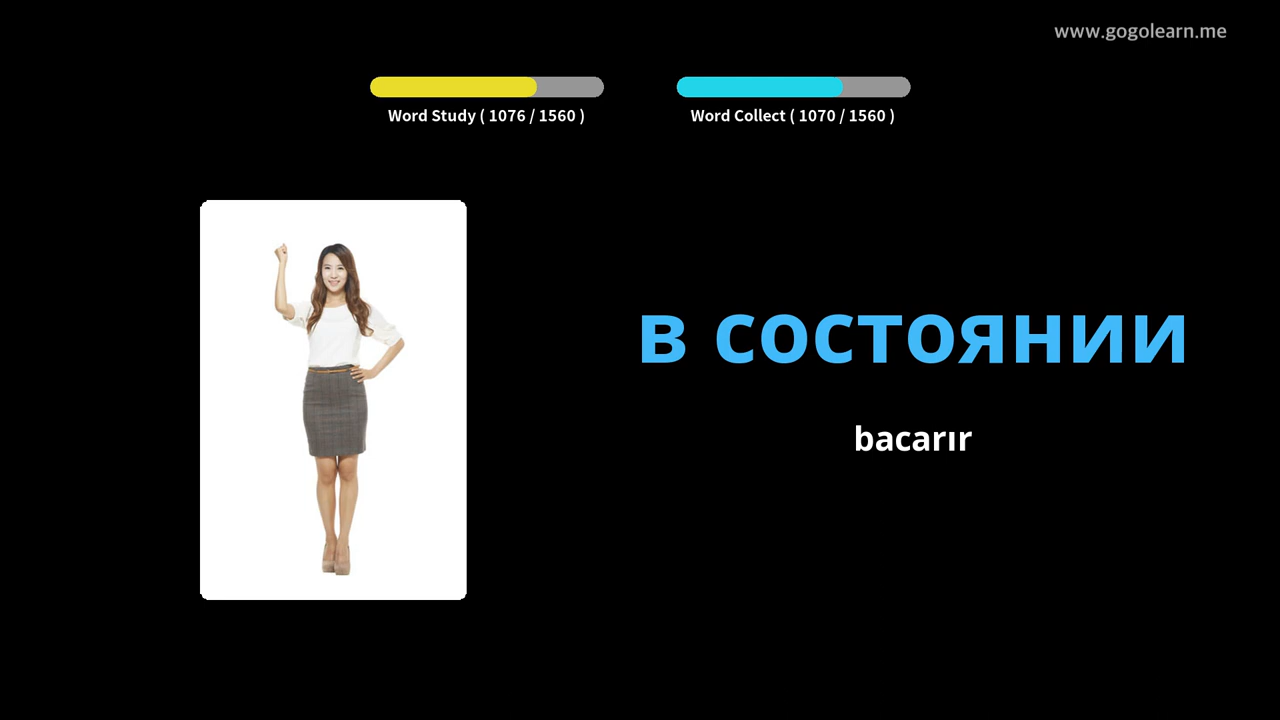 www.gogolearn.me
Word Study ( 1076 / 1560 )
Word Collect ( 1070 / 1560 )
в состоянии
bacarır